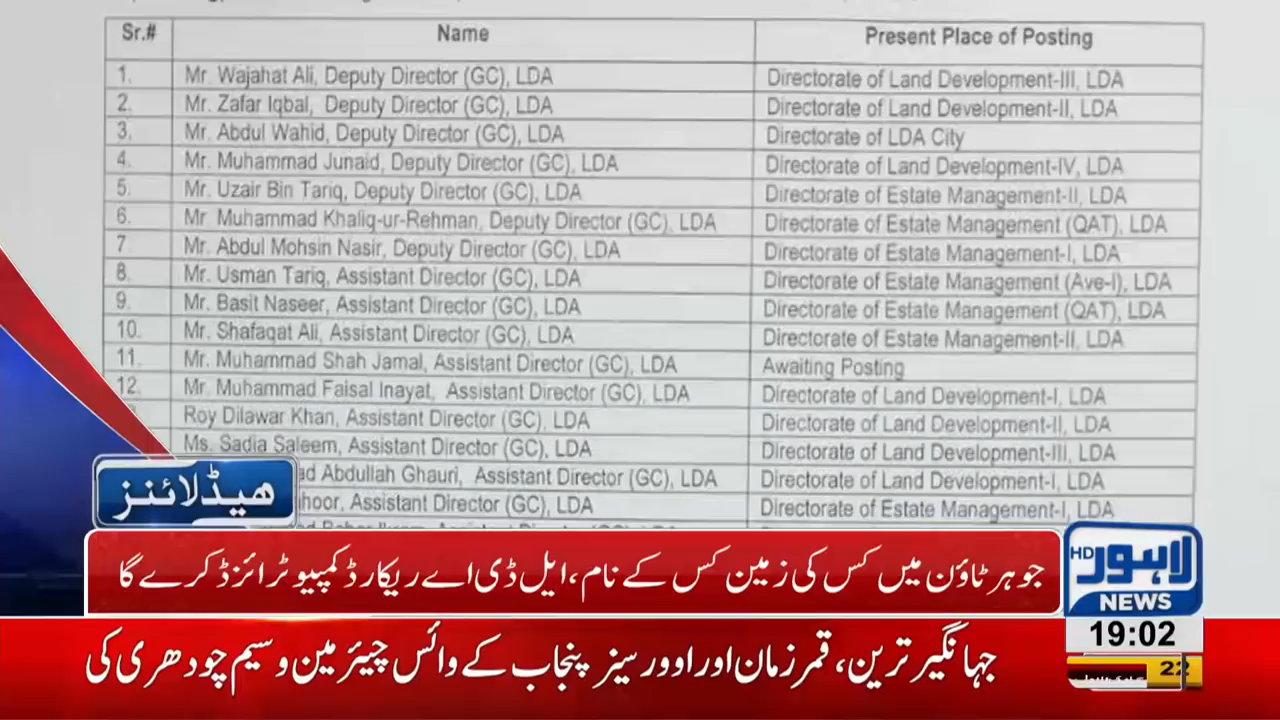 Sr.# Name Present Place of Posting
1. Mr. Wajahat Ali, Deputy Director (GC), LDA Directorate of Land Development-III, LDA
2. Mr. Zafar Iqbal, Deputy Director (GC), LDA Directorate of Land Development-II, LDA
3. Mr. Abdul Wahid, Deputy Director (GC), LDA Directorate of LDA City
4. Mr. Muhammad Junaid, Deputy Director (GC), LDA Directorate of Land Development-IV, LDA
5. Mr. Uzair Bin Tariq, Deputy Director (GC), LDA Directorate of Estate Management-II, LDA
6. Mr. Muhammad Khaliq-ur-Rehman, Deputy Director (GC), LDA Directorate of Estate Management (QAT), LDA
7. Mr. Abdul Mohsin Nasir, Deputy Director (GC), LDA Directorate of Estate Management-I, LDA
8. Mr. Usman Tariq, Assistant Director (GC), LDA Directorate of Estate Management (Ave-I), LDA
9. Mr. Basit Naseer, Assistant Director (GC), LDA Directorate of Estate Management (QAT), LDA
10. Mr. Shafaqat Ali, Assistant Director (GC), LDA Directorate of Estate Management-II, LDA
11. Mr. Muhammad Shah Jamal, Assistant Director (GC), LDA Awaiting Posting
12. Mr. Muhammad Faisal Inayat, Assistant Director (GC), LDA Directorate of Land Development-I, LDA
Roy Dilawar Khan, Assistant Director (GC), LDA Directorate of Land Development-II, LDA
Ms. Sadia Saleem, Assistant Director (GC), LDA Directorate of Land Development-III, LDA
Abdullah Ghauri, Assistant Director (GC), LDA Directorate of Land Development-I, LDA
Assistant Director (GC), LDA Directorate of Estate Management-I, LDA
ہیڈلائنز
جوہر ٹاؤن میں کس کی زمین کس کے نام، ایل ڈی اے ریکارڈ کمپیوٹرائزڈ کرے گا
HD لاہور
NEWS
19:02
جہانگیر ترین، قمر زمان اور اوورسیز پنجاب کے وائس چیئرمین وسیم چودھری کی
22